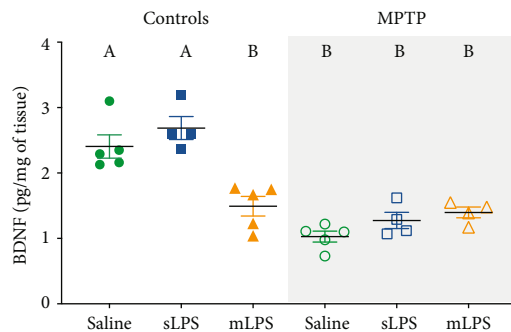 Controls MPTP
A A B B B B
BDNF (pg/mg of tissue)
4
3
2
1
0
Saline sLPS mLPS Saline sLPS mLPS